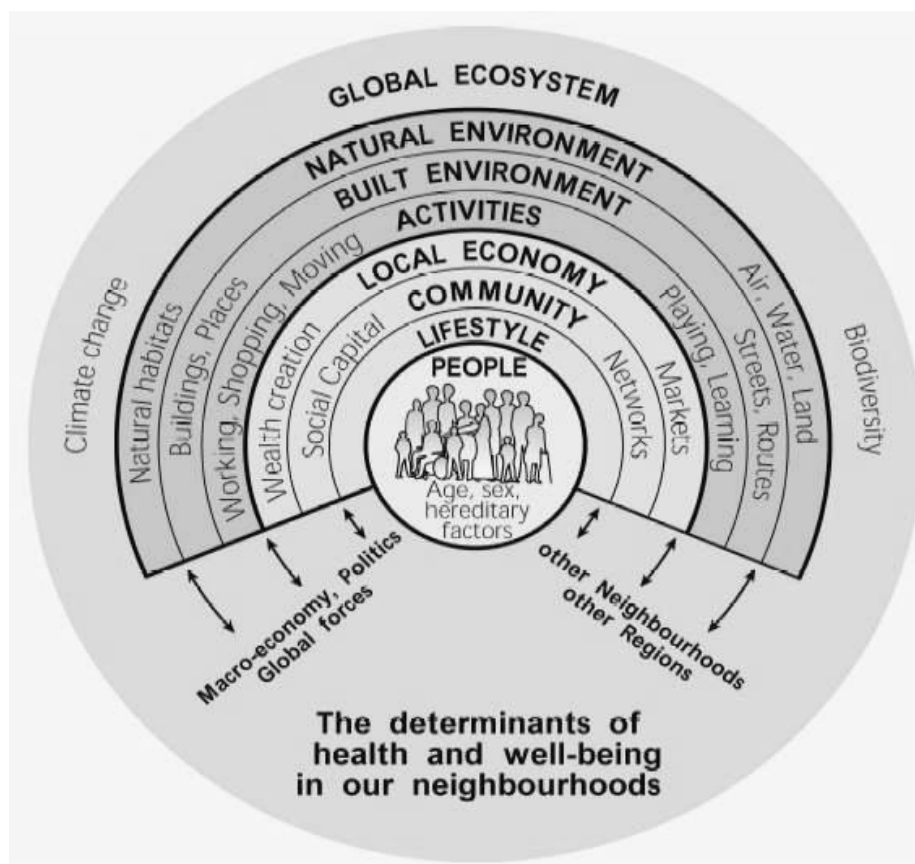 GLOBAL ECOSYSTEM
NATURAL ENVIRONMENT
BUILT ENVIRONMENT
ACTIVITIES
LOCAL ECONOMY
COMMUNITY
LIFESTYLE
PEOPLE
Age, sex,
hereditary
factors
Climate change
Natural habitats
Buildings, Places
Working, Shopping, Moving
Wealth creation
Social Capital
Networks
Markets
Playing, Learning
Streets, Routes
Air, Water, Land
Biodiversity
Macro-economy, Politics
Global forces
other Neighbourhoods
other Regions
The determinants of
health and well-being
in our neighbourhoods